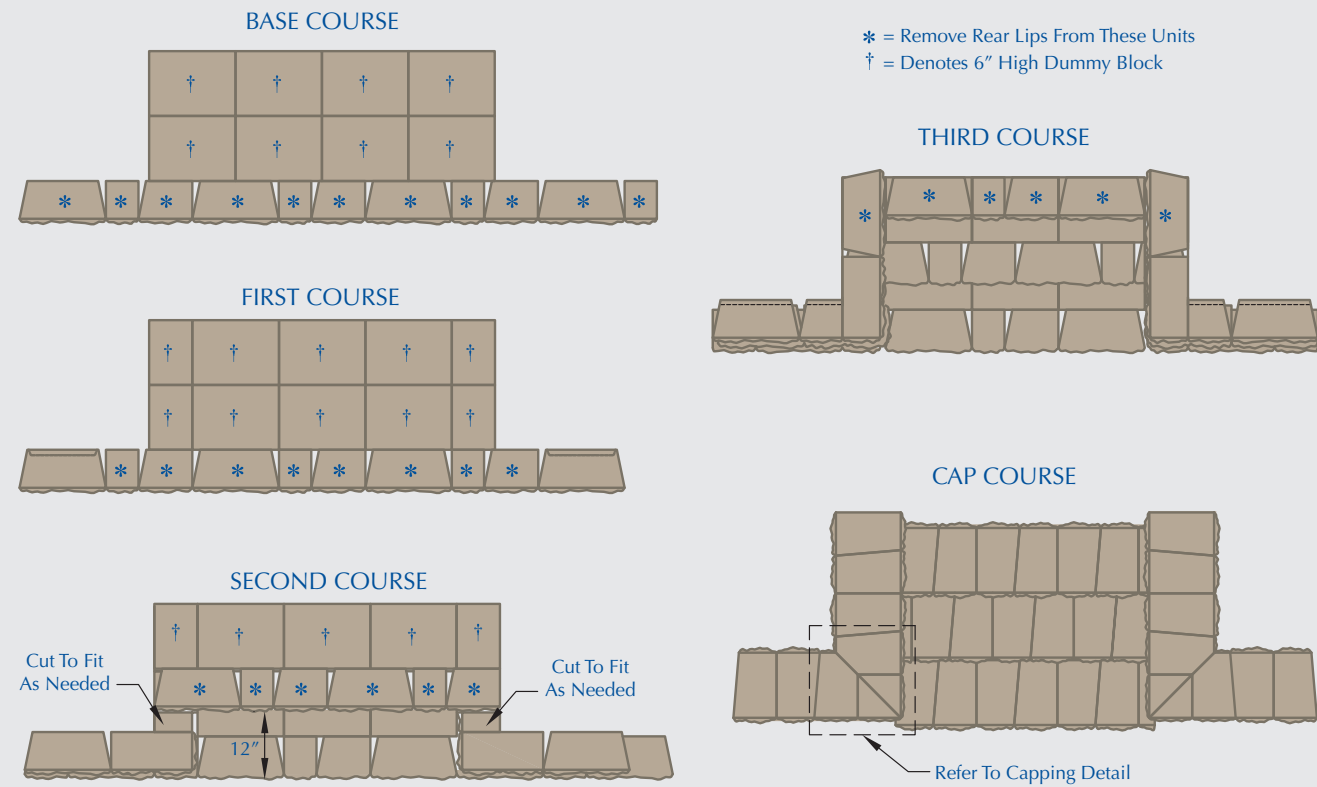 BASE COURSE
† † † †
† † † †
* * * * * * * * * * *
FIRST COURSE
† † † † †
† † † † †
* * * * * * * *
SECOND COURSE
† † † † †
* * * * * *
Cut To Fit
As Needed
12”
Cut To Fit
As Needed
* = Remove Rear Lips From These Units
† = Denotes 6” High Dummy Block
THIRD COURSE
* * * * * *
CAP COURSE
Refer To Capping Detail